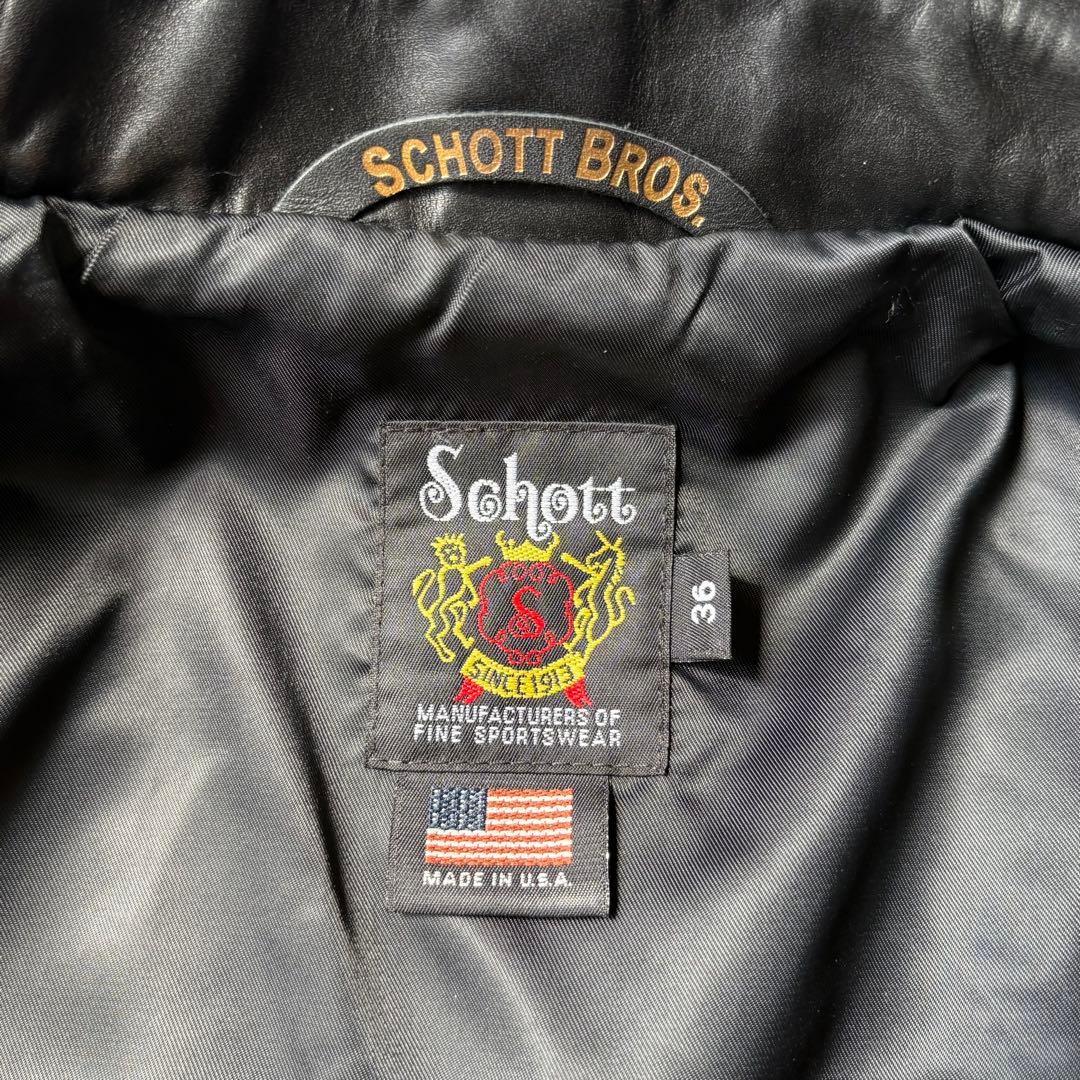 SCHOTT BROS.
Schott
S
SINCE 1913
MANUFACTURERS OF
FINE SPORTSWEAR
36
MADE IN U.S.A.